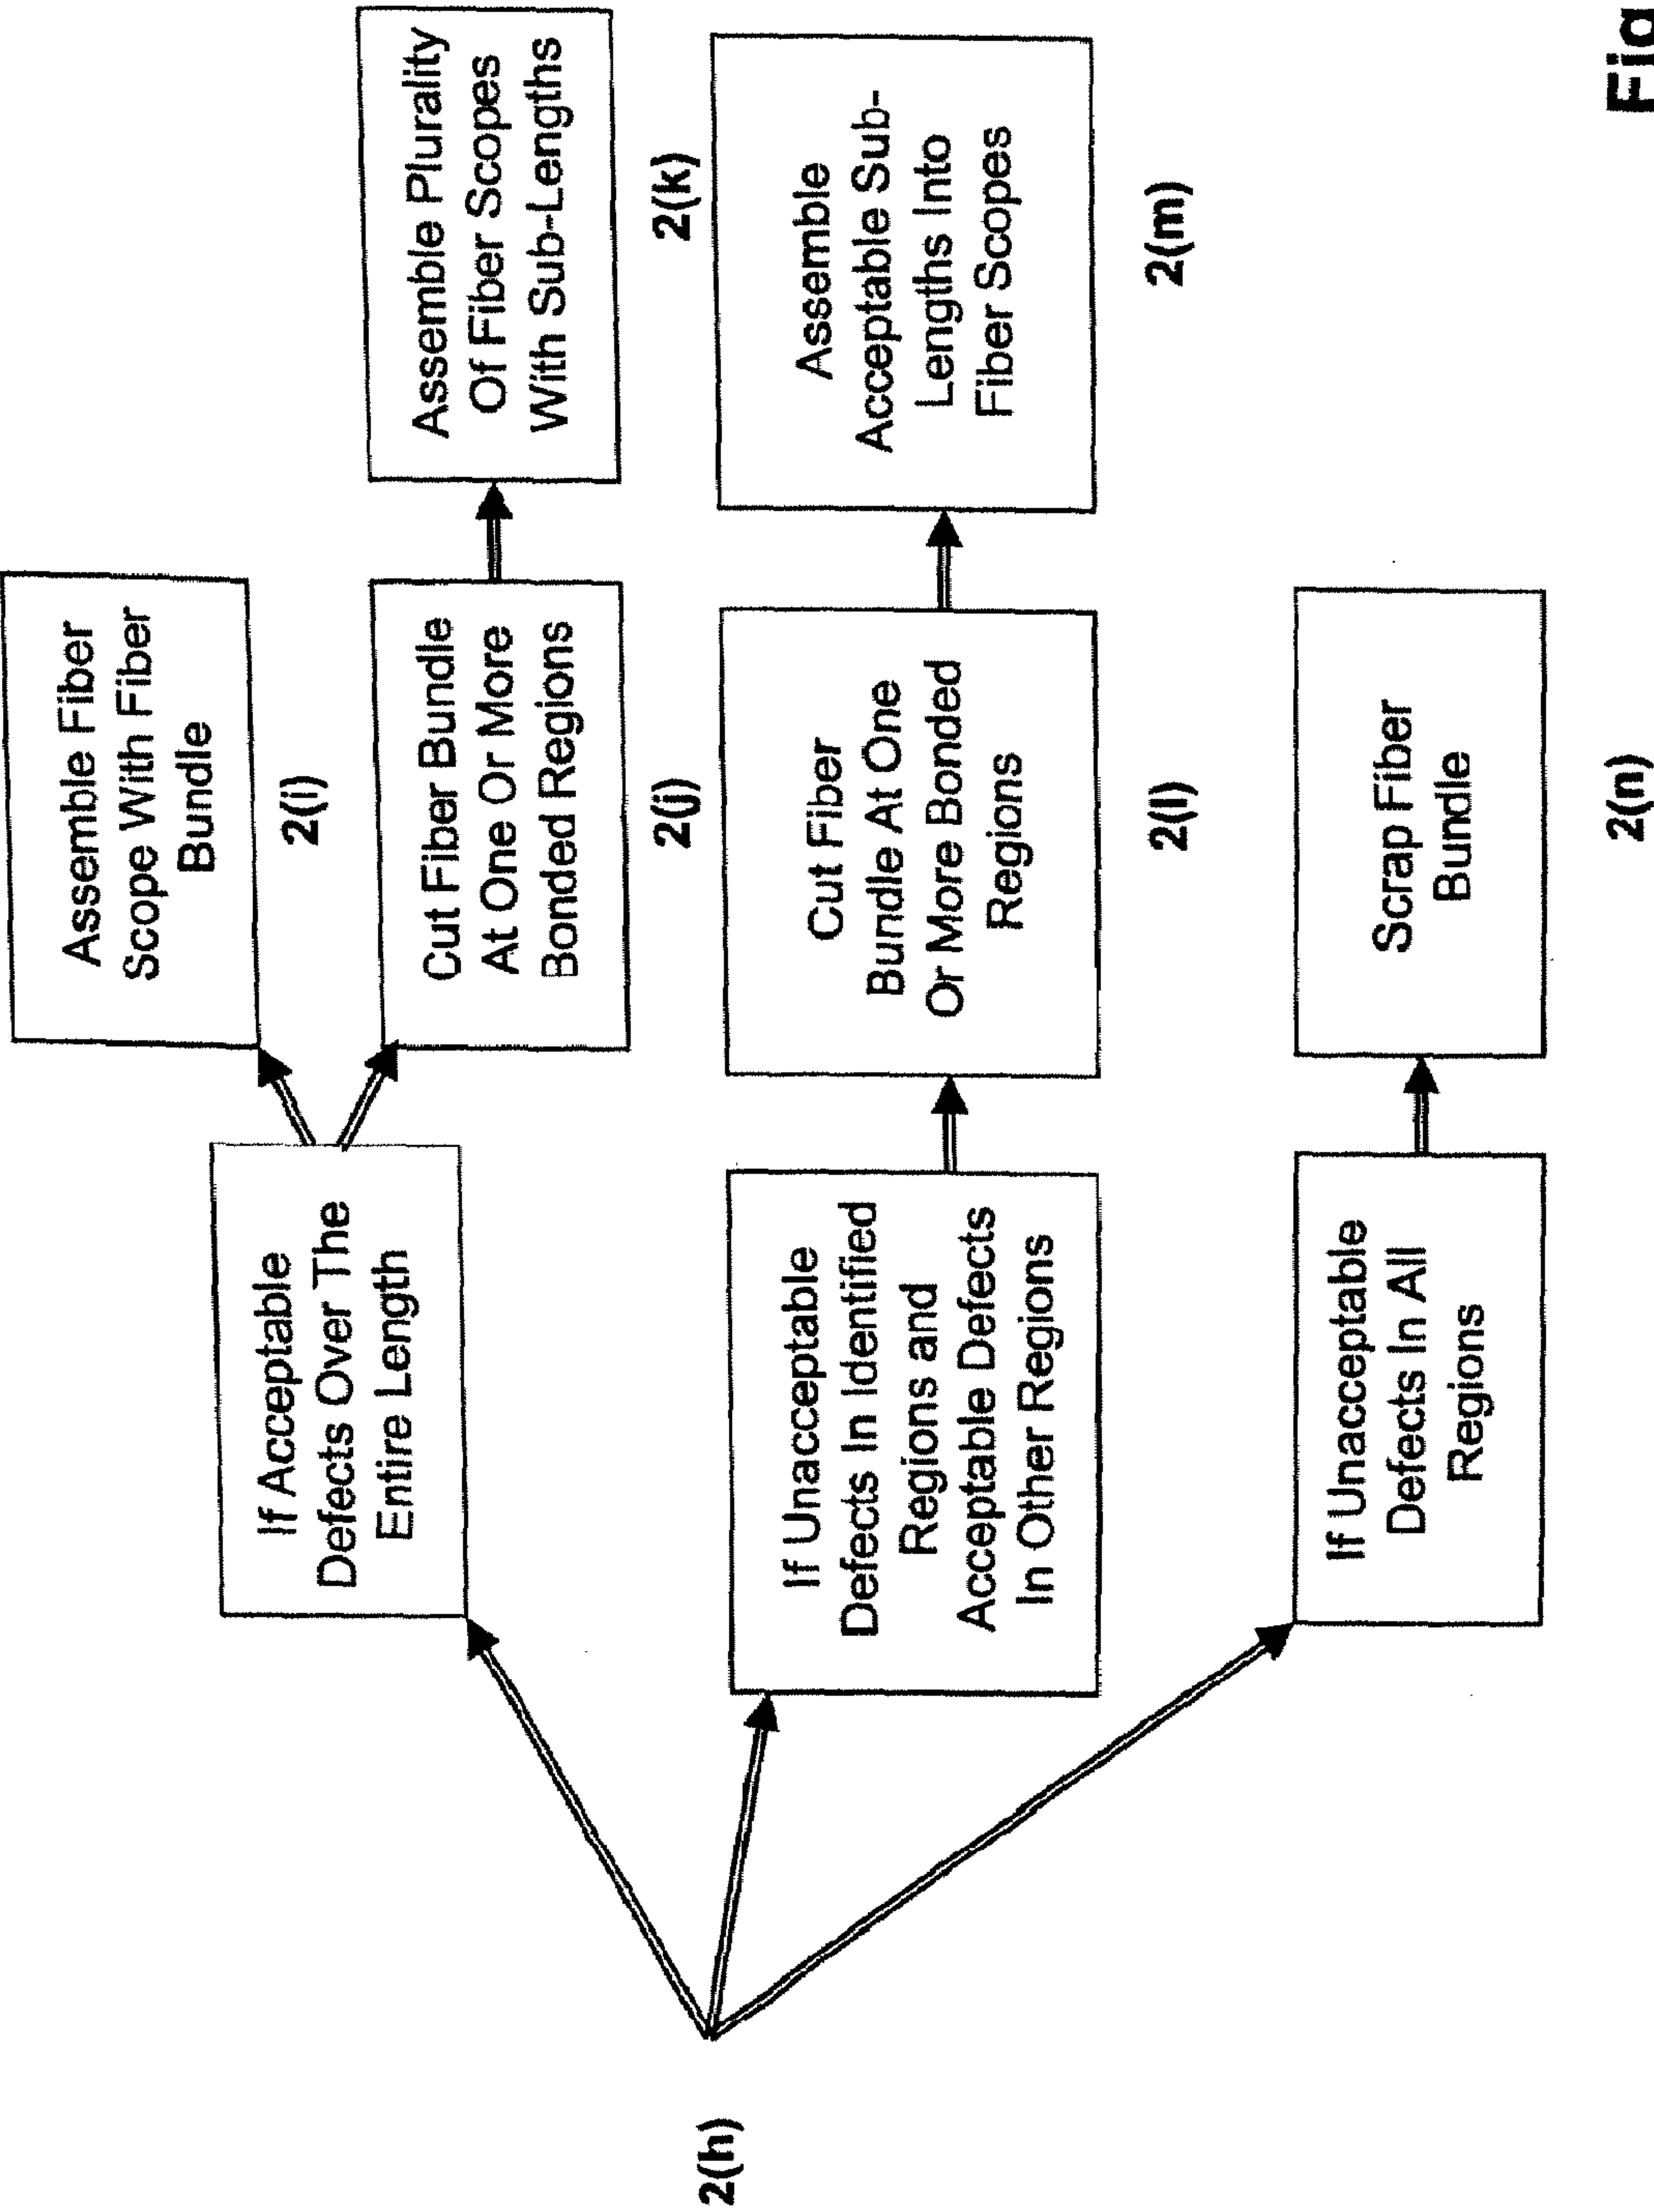 2(h)
If Acceptable
Defects Over The
Entire Length
Assemble Fiber
Scope With Fiber
Bundle
2(i)
Cut Fiber Bundle
At One Or More
Bonded Regions
2(j)
Assemble Plurality
Of Fiber Scopes
With Sub-Lengths
2(k)
If Unacceptable
Defects In Identified
Regions and
Acceptable Defects
In Other Regions
Cut Fiber
Bundle At One
Or More Bonded
Regions
2(l)
Assemble
Acceptable Sub-
Lengths Into
Fiber Scopes
2(m)
If Unacceptable
Defects In All
Regions
Scrap Fiber
Bundle
2(n)
Fig